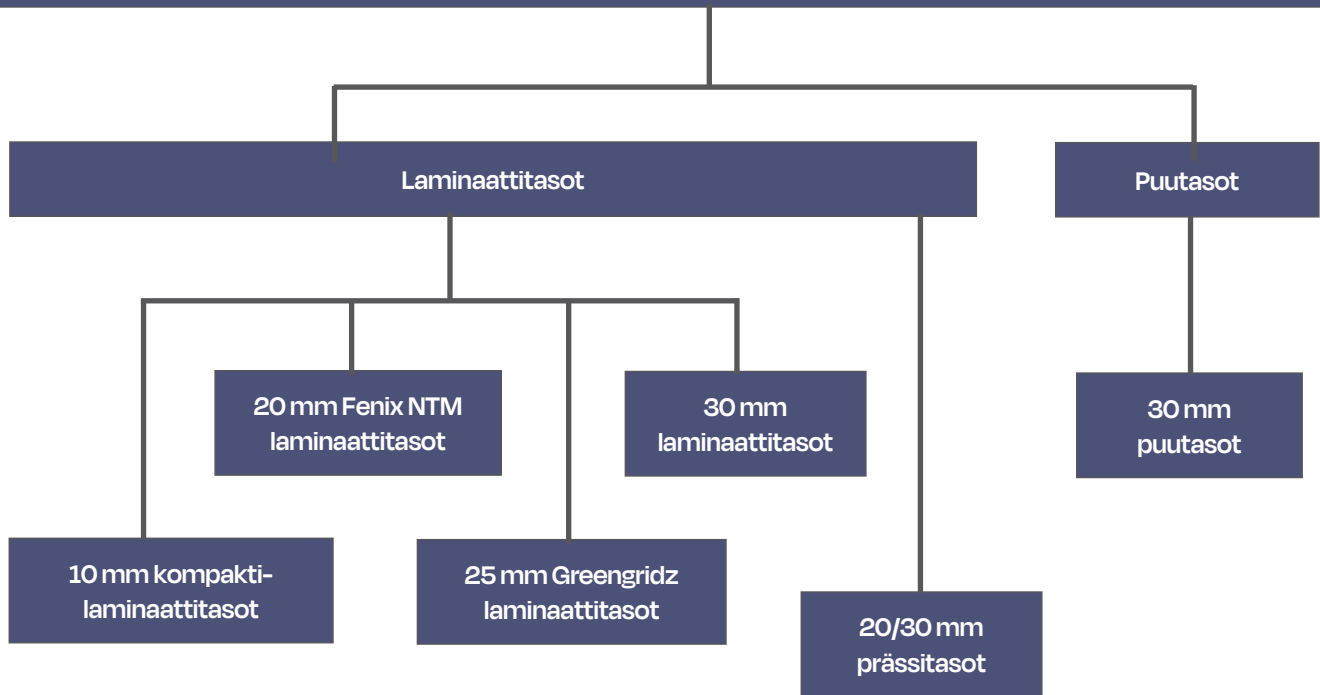 Laminaattitasot
Puutasot
20 mm Fenix NTM
laminaattitasot
30 mm
laminaattitasot
30 mm
puutasot
10 mm kompakti-
laminaattitasot
25 mm Greengridz
laminaattitasot
20/30 mm
prässitasot